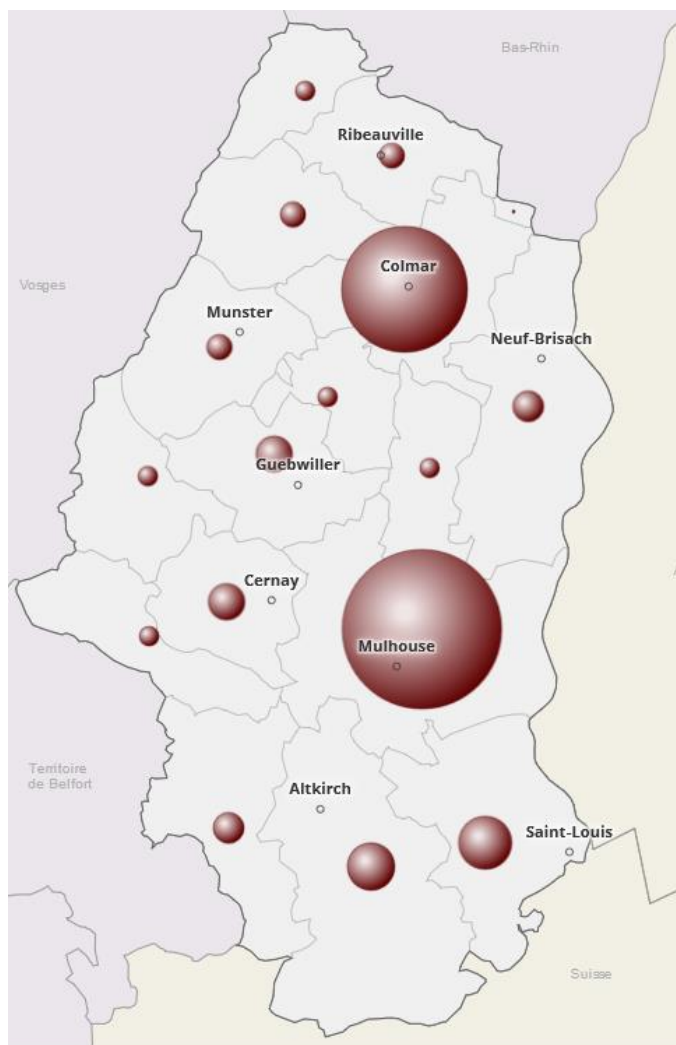 Bas-Rhin
Ribeauville
Colmar
Vosges
Munster
Neuf-Brisach
Guebwiller
Cernay
Mulhouse
Territoire
de Belfort
Altkirch
Saint-Louis
Suisse